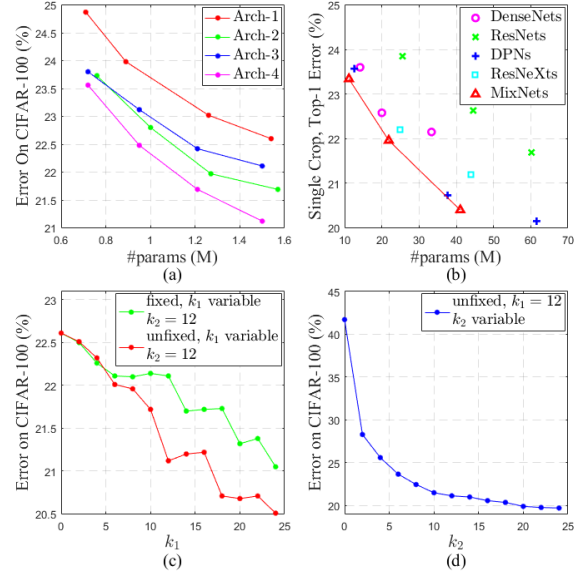 25
24.5
24
23.5
23
22.5
22
21.5
21
0.6 0.8 1 1.2 1.4 1.6
Error On CIFAR-100 (%)
#params (M)
Arch-1
Arch-2
Arch-3
Arch-4
(a)
25
24
23
22
21
20
10 20 30 40 50 60 70
Single Crop, Top-1 Error (%)
#params (M)
DenseNets
ResNets
DPNs
ResNeXts
MixNets
(b)
23
22.5
22
21.5
21
20.5
0 5 10 15 20 25
Error on CIFAR-100 (%)
k₁
fixed, k₁ variable
k₂ = 12
unfixed, k₁ variable
k₂ = 12
(c)
45
40
35
30
25
20
0 5 10 15 20 25
Error on CIFAR-100 (%)
k₂
unfixed, k₁ = 12
k₂ variable
(d)